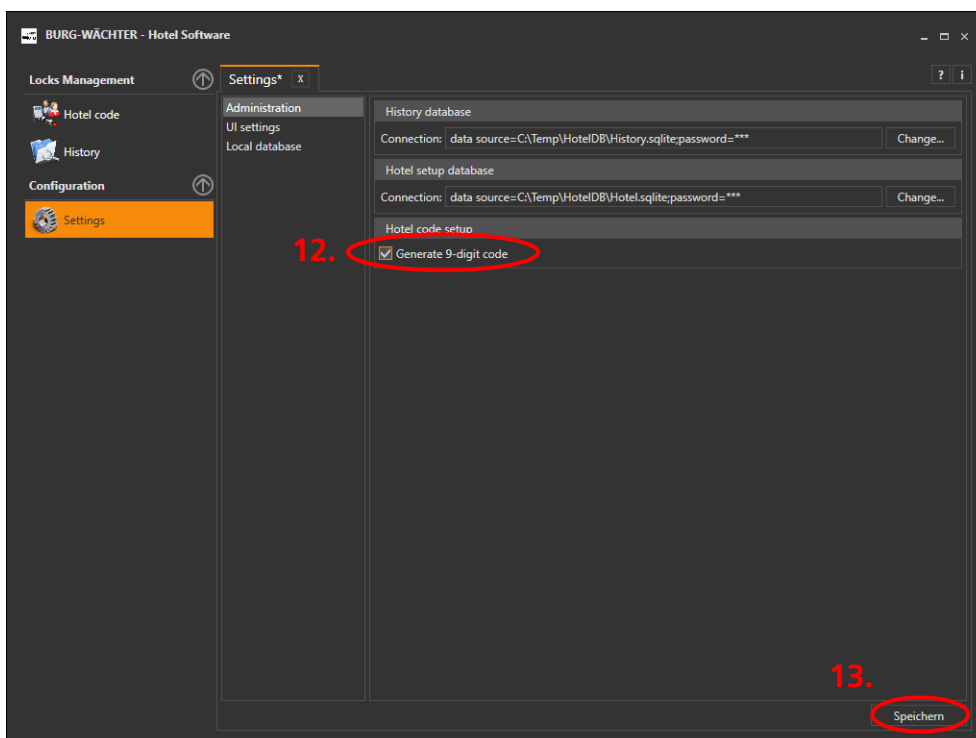 BURG-WÄCHTER - Hotel Software
Locks Management
Hotel code
History
Configuration
Settings
Settings* X
? i
Administration
UI settings
Local database
History database
Connection: data source=C:\Temp\HotelDB\History.sqlite;password=*** Change...
Hotel setup database
Connection: data source=C:\Temp\HotelDB\Hotel.sqlite;password=*** Change...
Hotel code setup
12. Generate 9-digit code
13.
Speichern